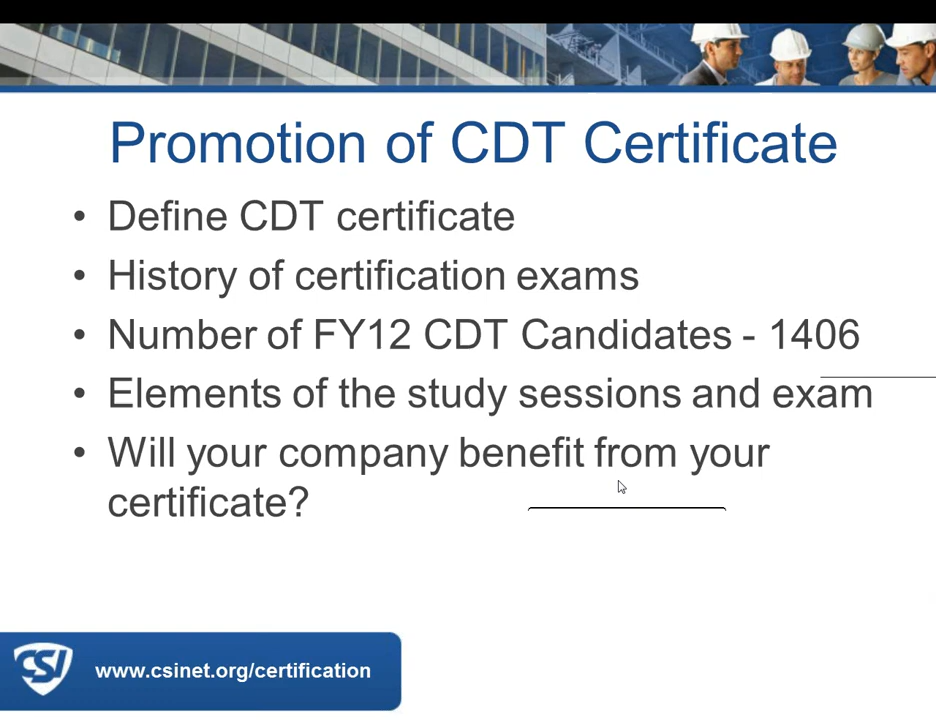 Promotion of CDT Certificate
• Define CDT certificate
• History of certification exams
• Number of FY12 CDT Candidates - 1406
• Elements of the study sessions and exam
• Will your company benefit from your
certificate?
CSI
www.csinet.org/certification